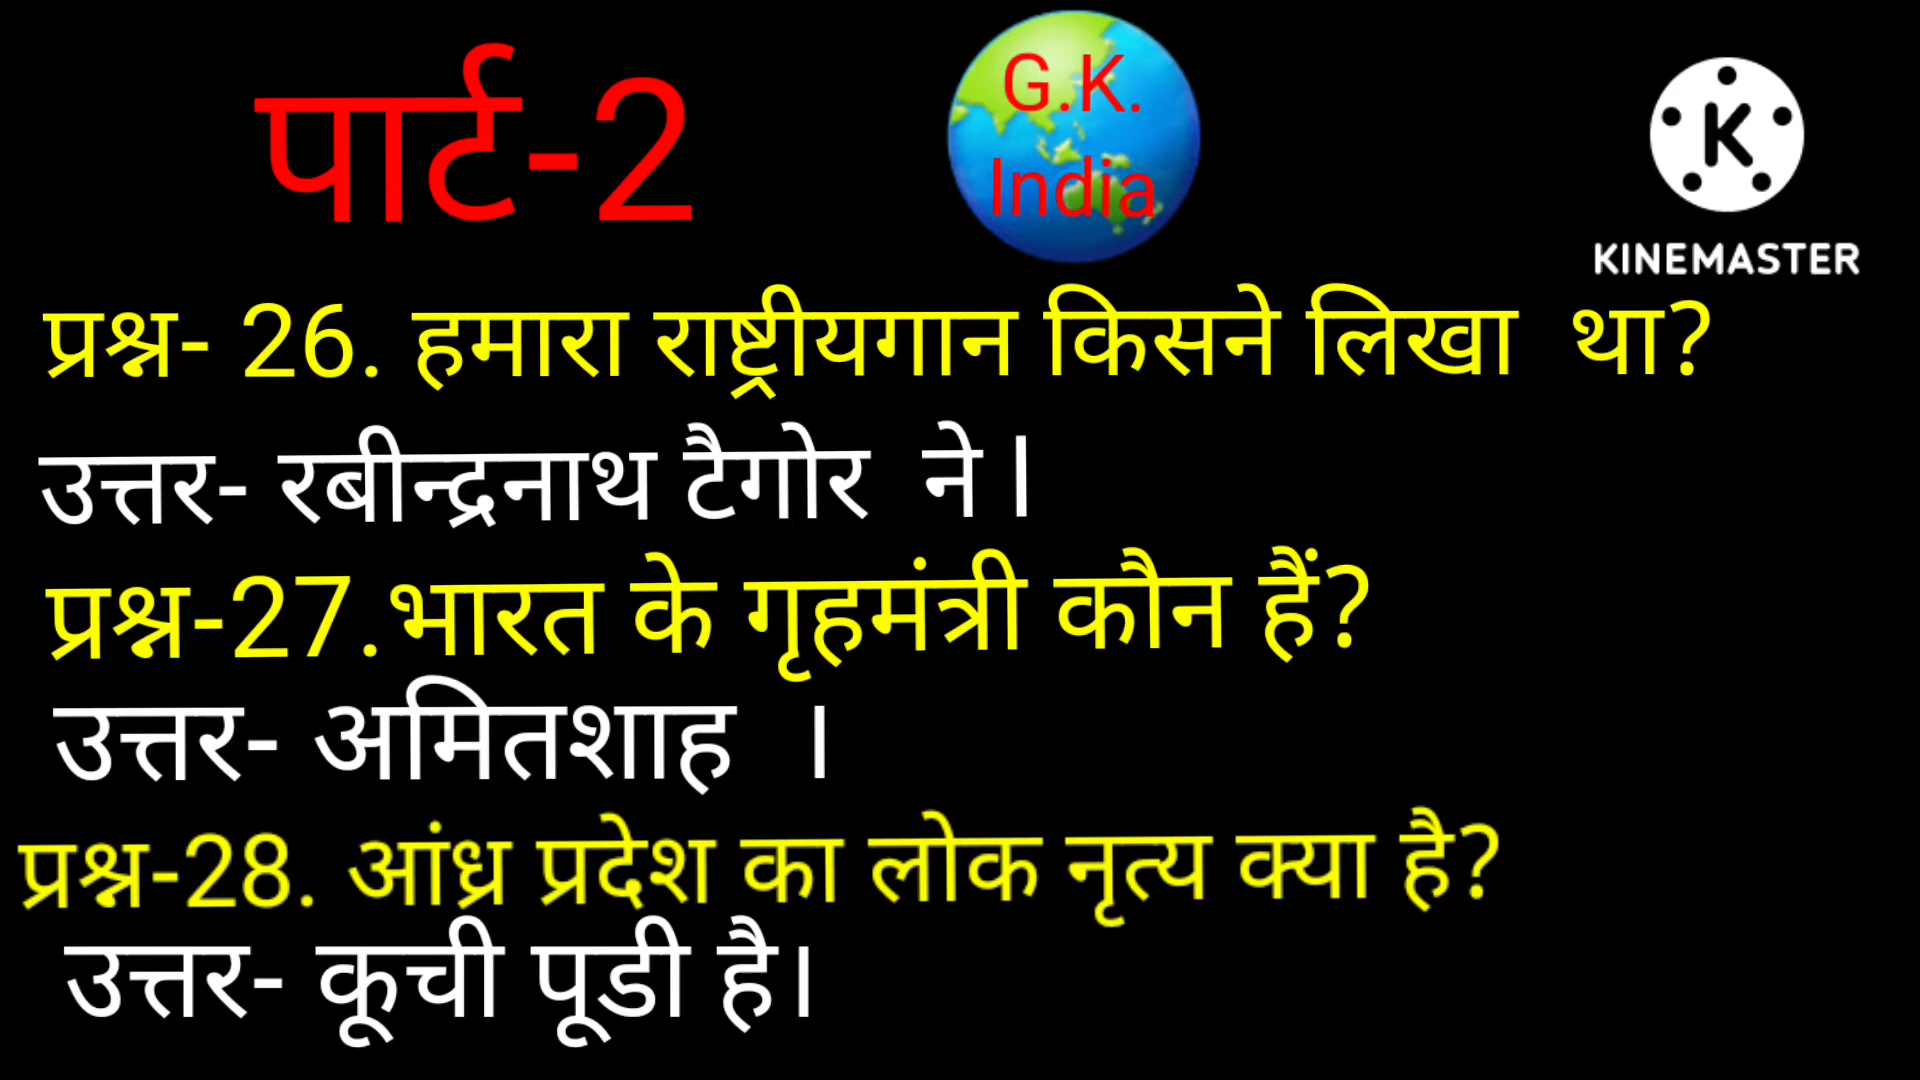 पार्ट-2
G.K.
India
K
KINEMASTER
प्रश्न- 26. हमारा राष्ट्रीयगान किसने लिखा था?
उत्तर- रबीन्द्रनाथ टैगोर ने।
प्रश्न-27.भारत के गृहमंत्री कौन हैं?
उत्तर- अमितशाह ।
प्रश्न-28. आंध्र प्रदेश का लोक नृत्य क्या है?
उत्तर- कूची पूडी है।